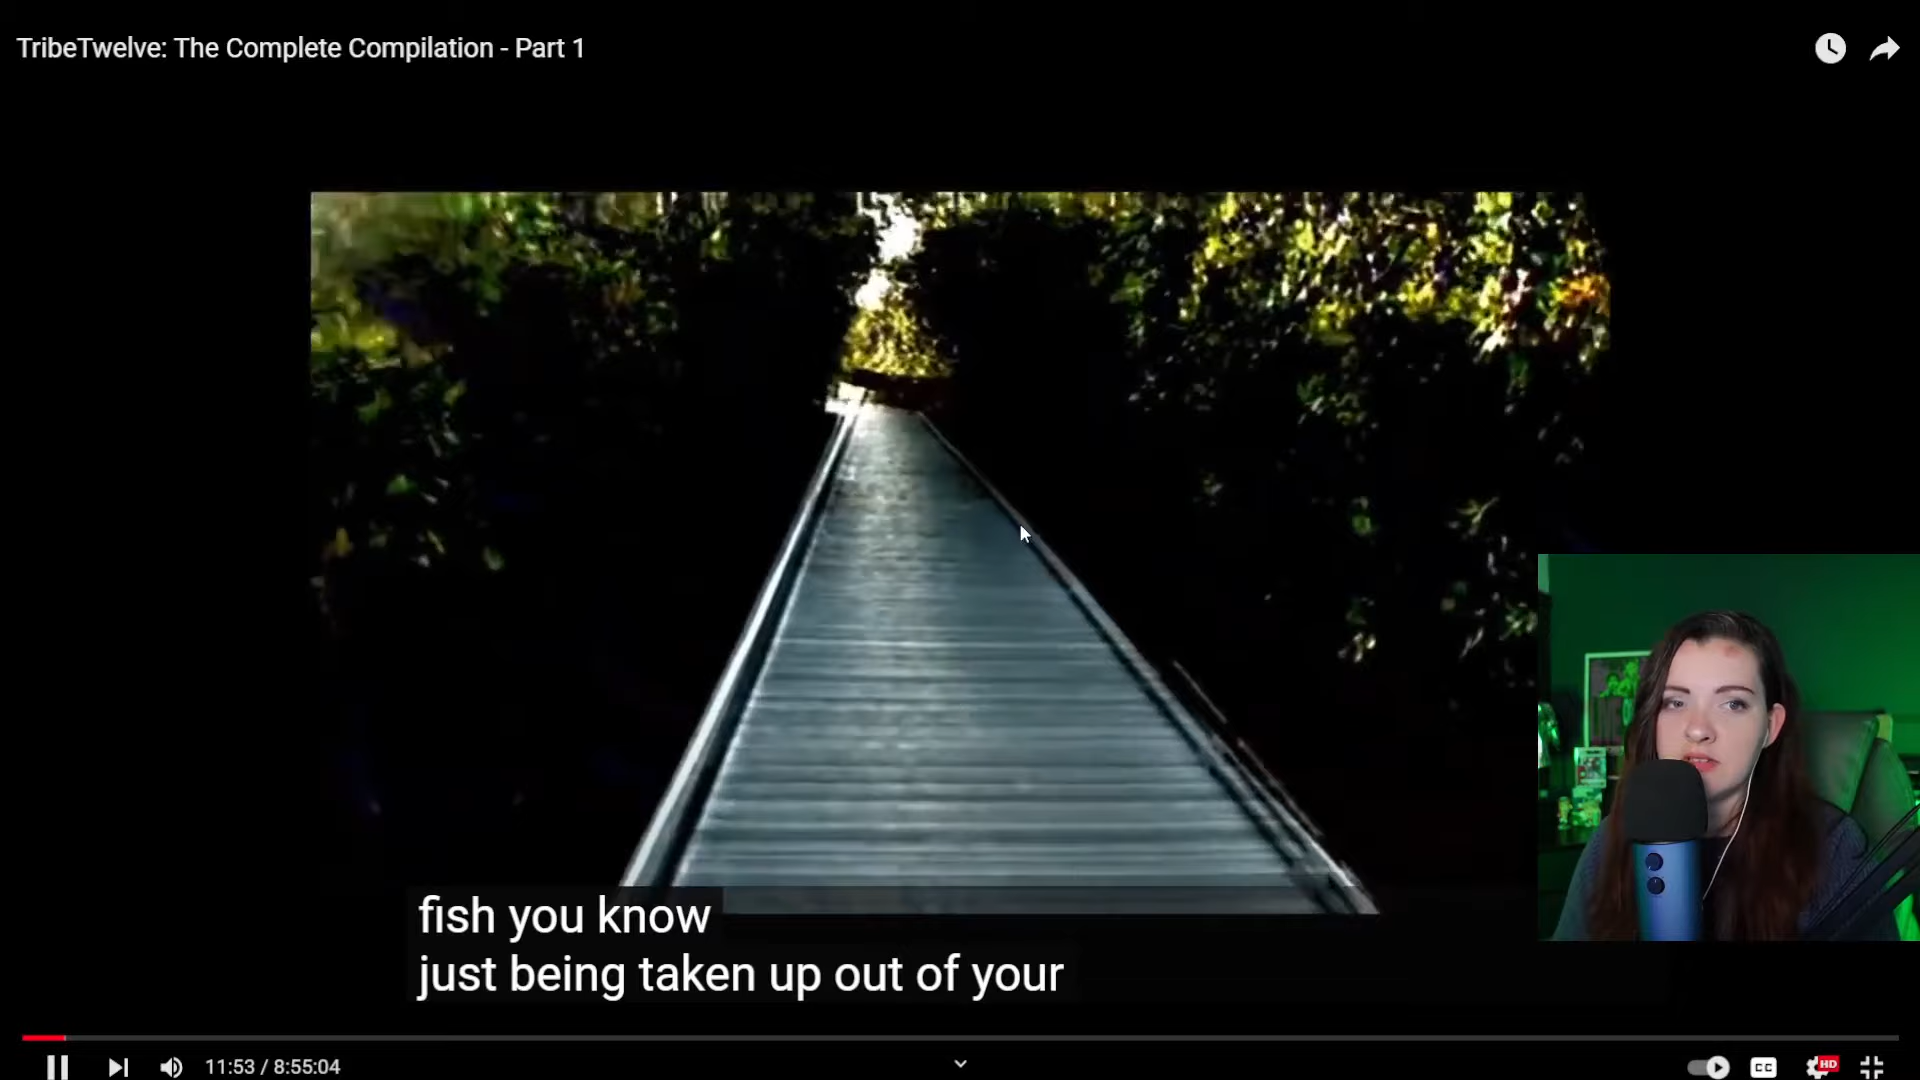 TribeTwelve: The Complete Compilation - Part 1
fish you know
just being taken up out of your
11:53 / 8:55:04
CC
HD